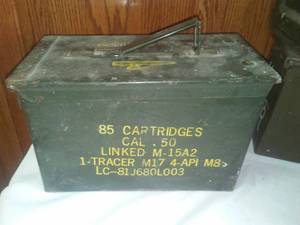 85 CARTRIDGES
CAL .50
LINKED M-15A2
1-TRACER M17 4-API M8
LC-81J680L003